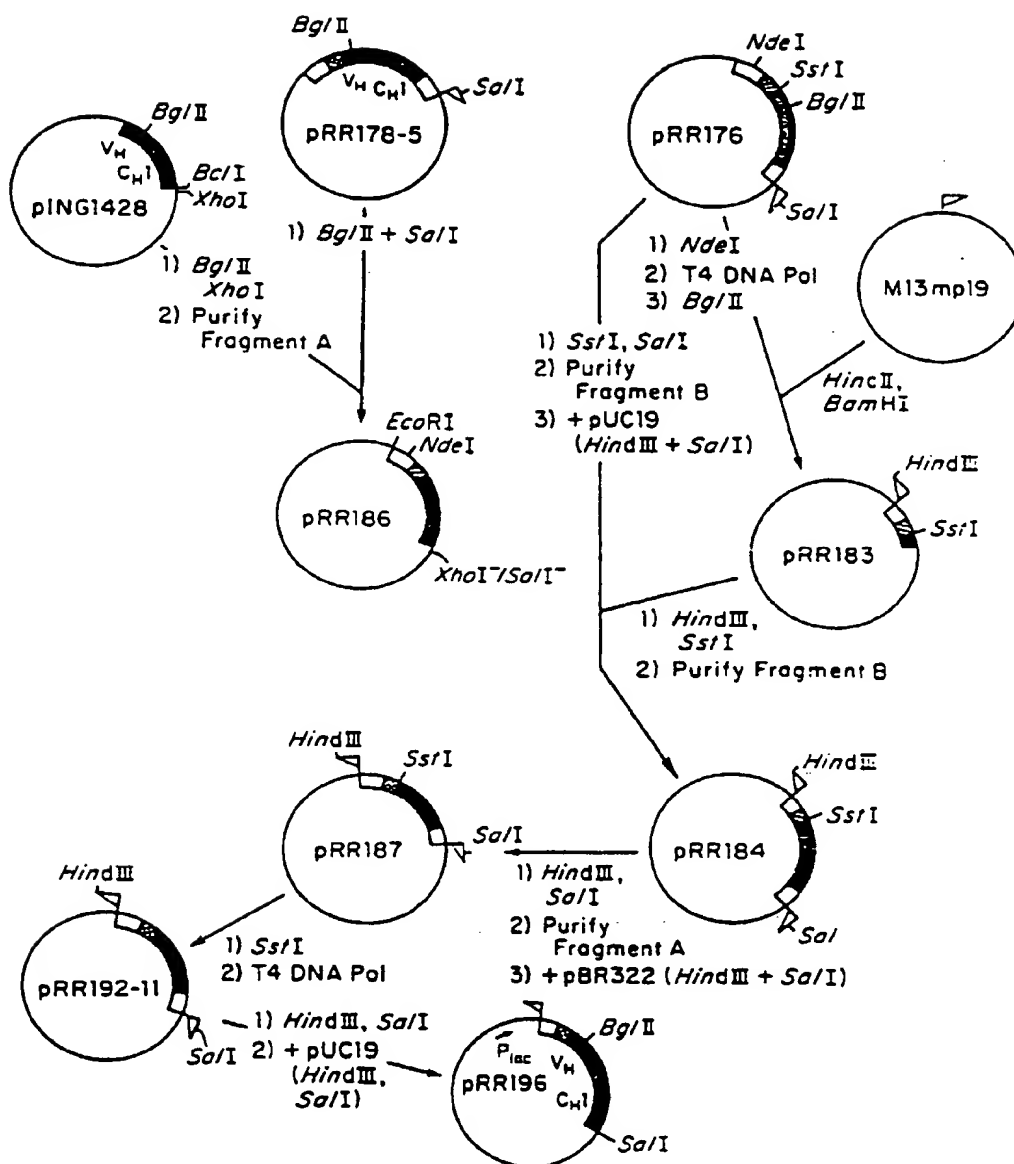 BglII
VH CH1
SalI
pRR178-5
BglII
VH
CH1
BclI
XhoI
pING1428
1) BglII
XhoI
2) Purify
Fragment A
1) BglII + SalI
EcoRI
NdeI
pRR186
XhoI-/SalI-
NdeI
SstI
BglII
pRR176
SalI
1) NdeI
2) T4 DNA Pol
3) BglII
M13mp19
1) SstI, SalI
2) Purify
Fragment B
3) + pUC19
(HindIII + SalI)
HincII,
BamHI
HindIII
SstI
pRR183
1) HindIII,
SstI
2) Purify Fragment B
HindIII
SstI
pRR184
Sal
1) HindIII,
SalI
2) Purify
Fragment A
3) + pBR322 (HindIII + SalI)
HindIII
SstI
pRR187
SalI
1) SstI
2) T4 DNA Pol
HindIII
pRR192-11
SalI
1) HindIII, SalI
2) + pUC19
(HindIII,
SalI)
Plac
BglII
VH
pRR196
CH1
SalI